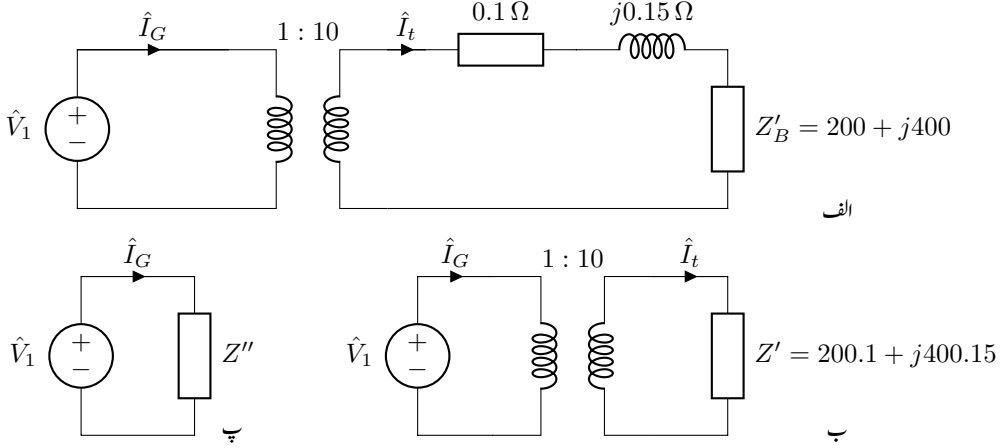 Î_G 1 : 10 Î_t 0.1 Ω j0.15 Ω
V̂_1 + − Z′_B = 200 + j400
الف
Î_G Î_G 1 : 10 Î_t
V̂_1 + − Z′′ V̂_1 + − Z′ = 200.1 + j400.15
پ ب